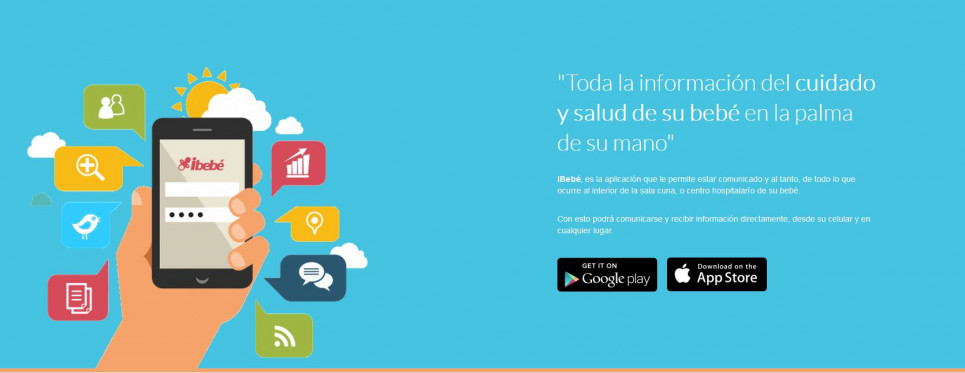 ibebé
"Toda la información del cuidado
y salud de su bebé en la palma
de su mano"
IBebé, es la aplicación que le permite estar comunicado y al tanto, de todo lo que
ocurre al interior de la sala cuna, o centro hospitalario de su bebé.
Con esto podrá comunicarse y recibir información directamente, desde su celular y en
cualquier lugar.
GET IT ON
Google play
Download on the
App Store